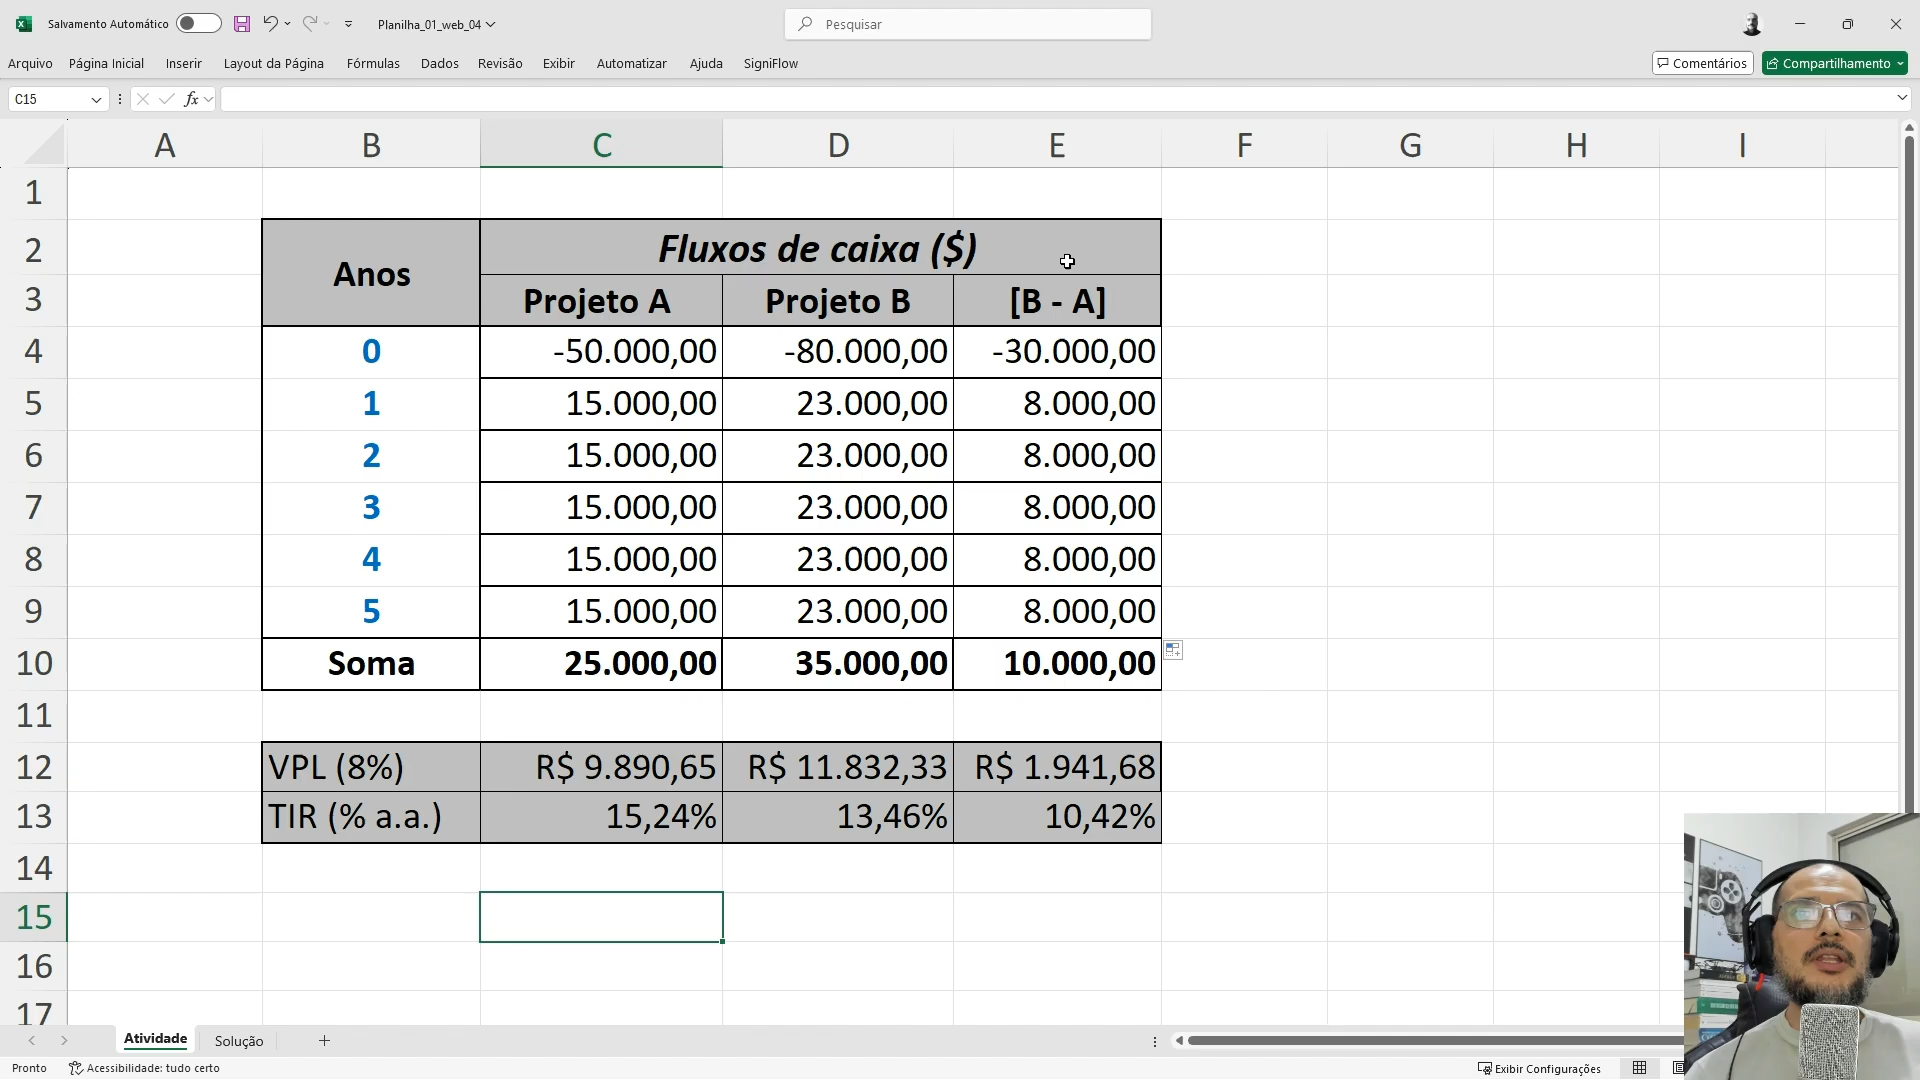 Salvamento Automático
Planilha_01_web_04
Pesquisar
Arquivo Página Inicial Inserir Layout da Página Fórmulas Dados Revisão Exibir Automatizar Ajuda SigniFlow
Comentários Compartilhamento
C15 fx
A B C D E F G H I
1
2 Anos Fluxos de caixa ($)
3 Projeto A Projeto B [B - A]
4 0 -50.000,00 -80.000,00 -30.000,00
5 1 15.000,00 23.000,00 8.000,00
6 2 15.000,00 23.000,00 8.000,00
7 3 15.000,00 23.000,00 8.000,00
8 4 15.000,00 23.000,00 8.000,00
9 5 15.000,00 23.000,00 8.000,00
10 Soma 25.000,00 35.000,00 10.000,00
11
12 VPL (8%) R$ 9.890,65 R$ 11.832,33 R$ 1.941,68
13 TIR (% a.a.) 15,24% 13,46% 10,42%
14
15
16
17
Atividade Solução
Pronto Acessibilidade: tudo certo Exibir Configurações